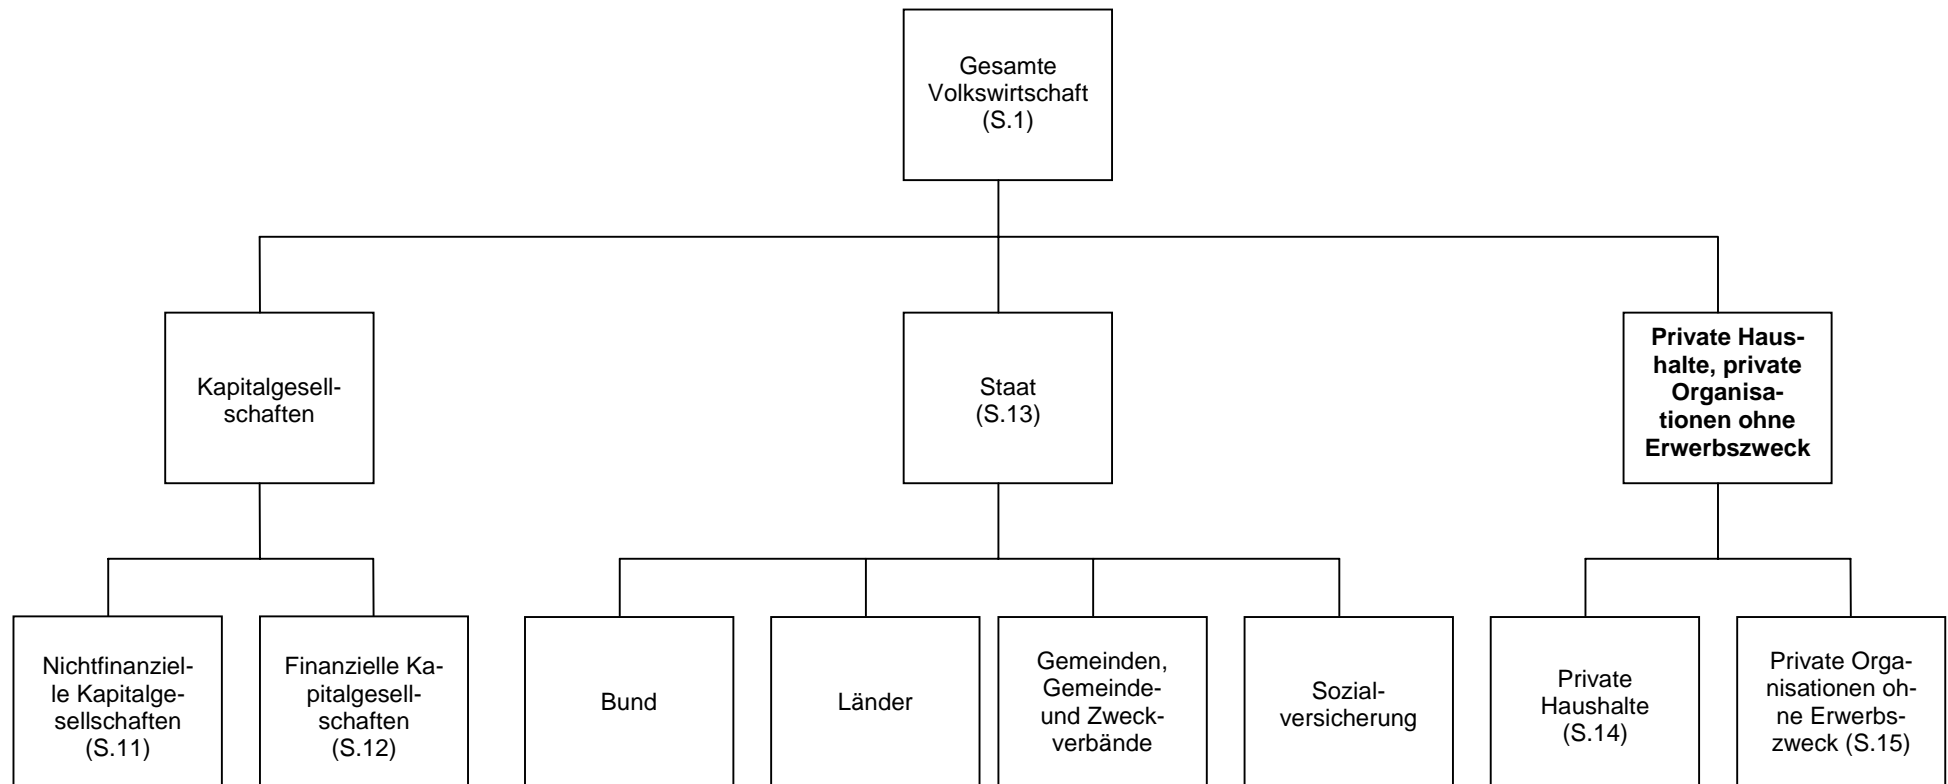 Gesamte
Volkswirtschaft
(S.1)
Kapitalgesell-
schaften
Staat
(S.13)
Private Haus-
halte, private
Organisa-
tionen ohne
Erwerbszweck
Nichtfinanziel-
le Kapitalge-
sellschaften
(S.11)
Finanzielle Ka-
pitalgesell-
schaften
(S.12)
Bund
Länder
Gemeinden,
Gemeinde-
und Zweck-
verbände
Sozial-
versicherung
Private
Haushalte
(S.14)
Private Orga-
nisationen oh-
ne Erwerbs-
zweck (S.15)